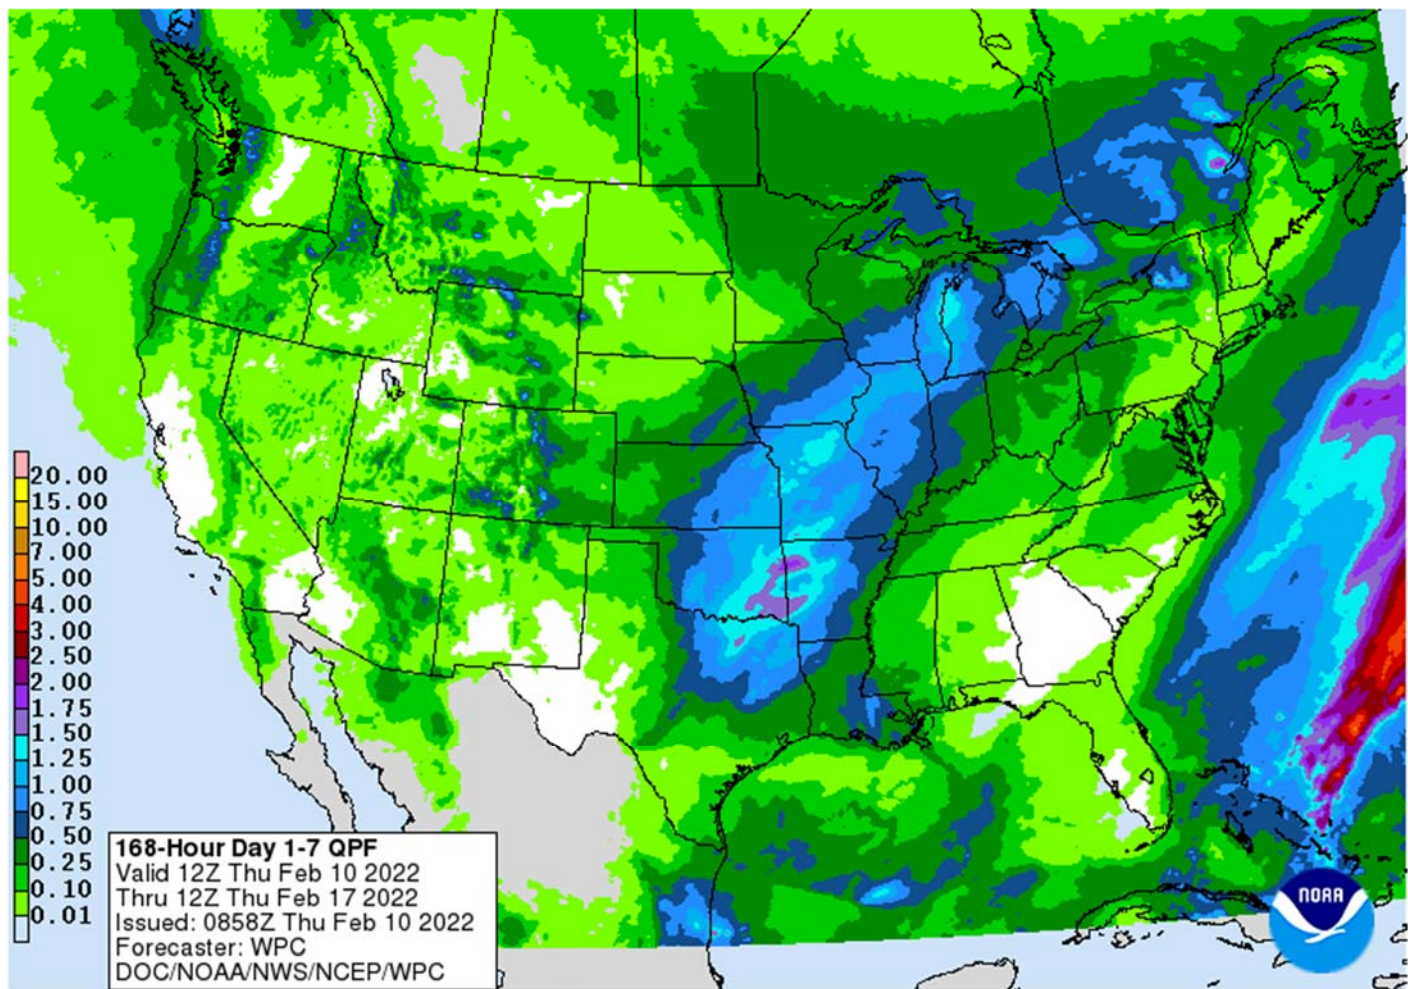 20.00
15.00
10.00
7.00
5.00
4.00
3.00
2.50
2.00
1.75
1.50
1.25
1.00
0.75
0.50
0.25
0.10
0.01
168-Hour Day 1-7 QPF
Valid 12Z Thu Feb 10 2022
Thru 12Z Thu Feb 17 2022
Issued: 0858Z Thu Feb 10 2022
Forecaster: WPC
DOC/NOAA/NWS/NCEP/WPC
NOAA